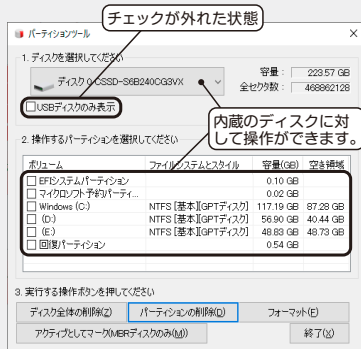 チェックが外れた状態
パーティションツール
1. ディスクを選択してください
ディスク 0 CSSD-S6B240CG3VX
容量: 223.57 GB
全セクタ数: 468862128
USBディスクのみ表示
内蔵のディスクに対
して操作ができます。
2. 操作するパーティションを選択してください
ボリューム ファイルシステムとスタイル 容量(GB) 空き領域
EFIシステムパーティション 0.10 GB
マイクロソフト予約パーティ... 0.02 GB
Windows (C:) NTFS [基本][GPTディスク] 117.19 GB 87.28 GB
(D:) NTFS [基本][GPTディスク] 56.90 GB 40.44 GB
(E:) NTFS [基本][GPTディスク] 48.83 GB 48.73 GB
回復パーティション 0.54 GB
3. 実行する操作ボタンを押してください
ディスク全体の削除(Z) パーティションの削除(D) フォーマット(E)
アクティブとしてマーク(MBRディスクのみ(M)) 終了(X)